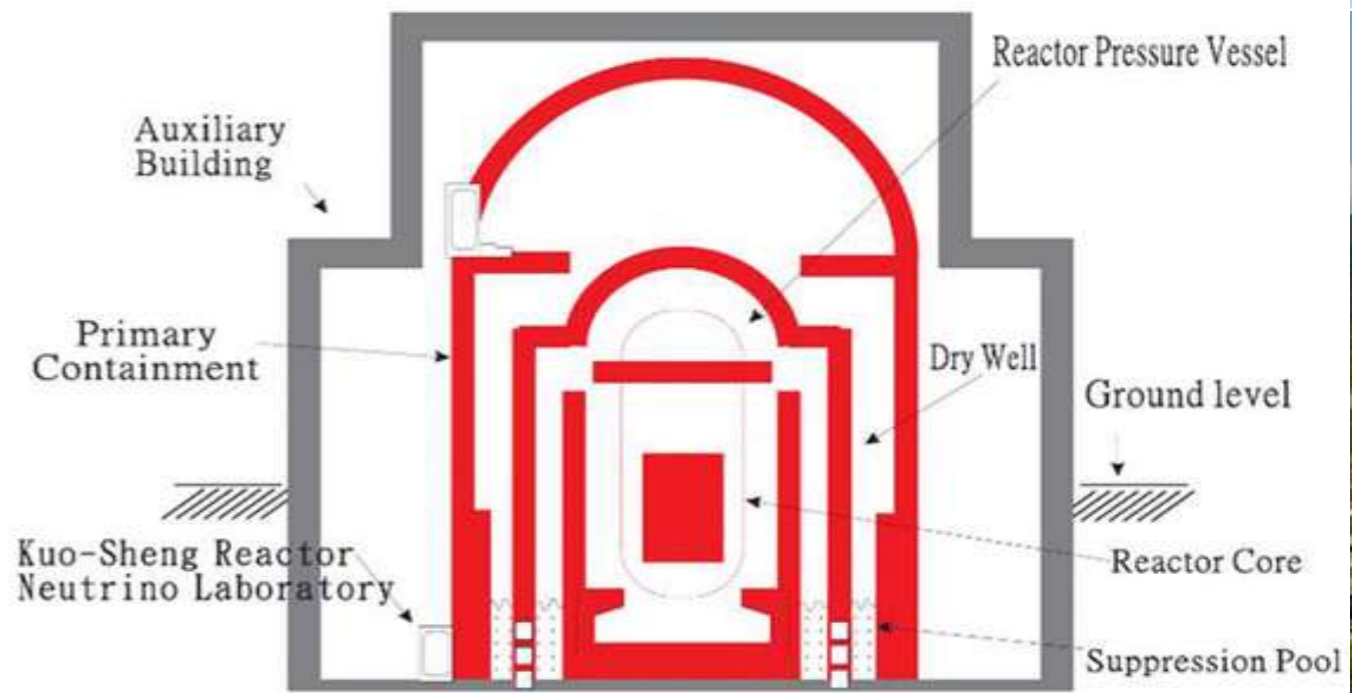 Reactor Pressure Vessel
Auxiliary
Building
Primary
Containment
Dry Well
Ground level
Kuo-Sheng Reactor
Neutrino Laboratory
Reactor Core
Suppression Pool